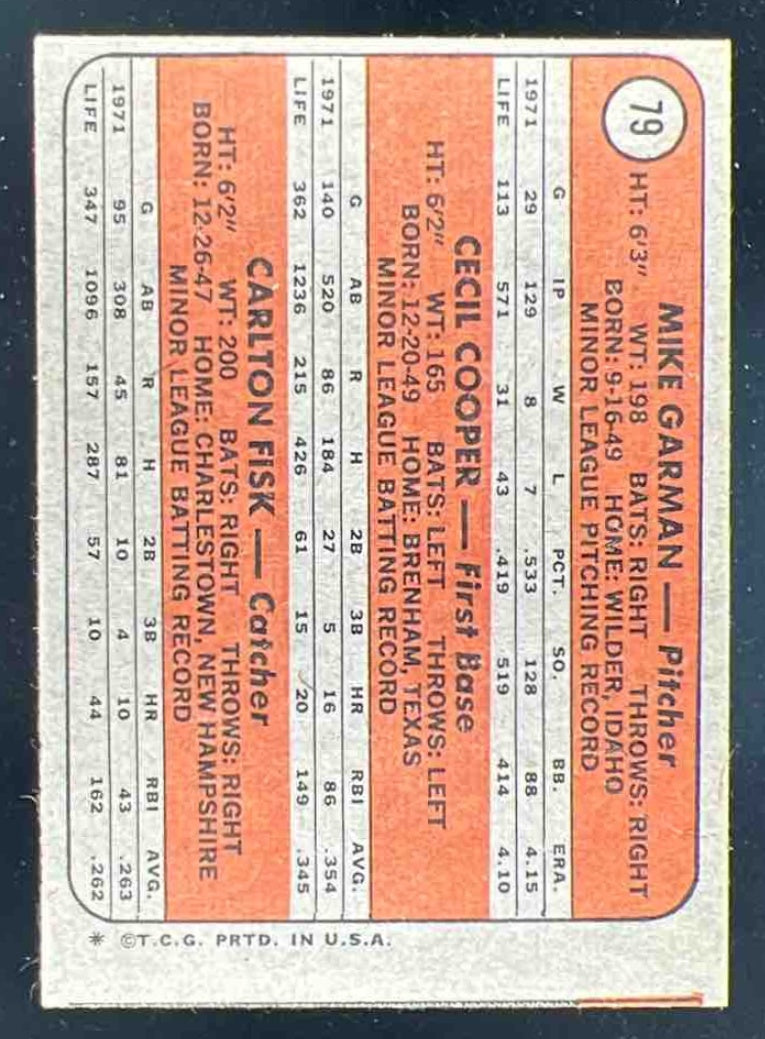 79
MIKE GARMAN — Pitcher
HT: 6'3" WT: 198 BATS: RIGHT THROWS: RIGHT
BORN: 9-16-49 HOME: WILDER, IDAHO
MINOR LEAGUE PITCHING RECORD
G IP W L PCT. SO. BB. ERA.
1971 29 129 8 7 .533 128 88 4.15
LIFE 113 571 31 43 .419 519 414 4.10
CECIL COOPER — First Base
HT: 6'2" WT: 165 BATS: LEFT THROWS: LEFT
BORN: 12-20-49 HOME: BRENHAM, TEXAS
MINOR LEAGUE BATTING RECORD
G AB R H 2B 3B HR RBI AVG.
1971 140 520 86 184 27 5 16 86 .354
LIFE 362 1236 215 426 61 15 20 149 .345
CARLTON FISK — Catcher
HT: 6'2" WT: 200 BATS: RIGHT THROWS: RIGHT
BORN: 12-26-47 HOME: CHARLESTOWN, NEW HAMPSHIRE
MINOR LEAGUE BATTING RECORD
G AB R H 2B 3B HR RBI AVG.
1971 95 308 45 81 10 4 10 43 .263
LIFE 347 1096 157 287 57 10 44 162 .262
* ©T.C.G. PRTD. IN U.S.A.